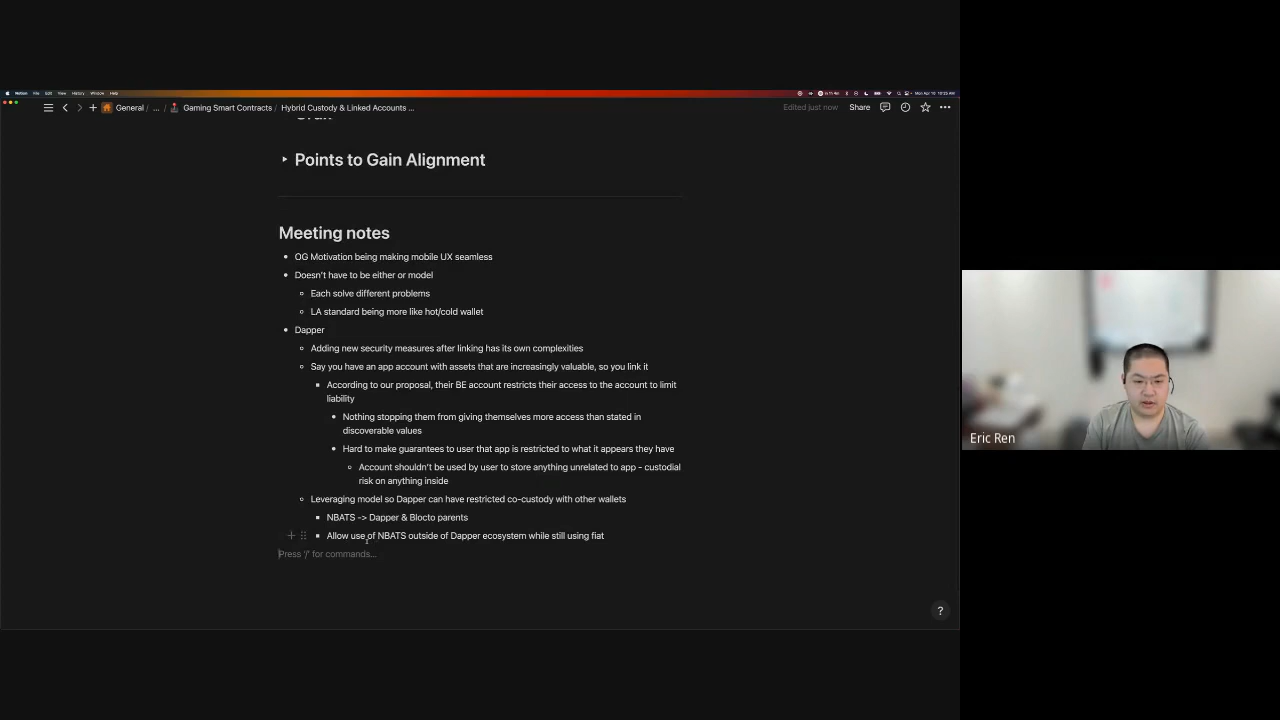 General / ... / Gaming Smart Contracts / Hybrid Custody & Linked Accounts ...
Edited just now Share
Points to Gain Alignment
Meeting notes
OG Motivation being making mobile UX seamless
Doesn't have to be either or model
Each solve different problems
LA standard being more like hot/cold wallet
Dapper
Adding new security measures after linking has its own complexities
Say you have an app account with assets that are increasingly valuable, so you link it
According to our proposal, their BE account restricts their access to the account to limit
liability
Nothing stopping them from giving themselves more access than stated in
discoverable values
Hard to make guarantees to user that app is restricted to what it appears they have
Account shouldn't be used by user to store anything unrelated to app - custodial
risk on anything inside
Leveraging model so Dapper can have restricted co-custody with other wallets
NBATS -> Dapper & Blocto parents
Allow use of NBATS outside of Dapper ecosystem while still using fiat
Press '/' for commands...
?
Eric Ren